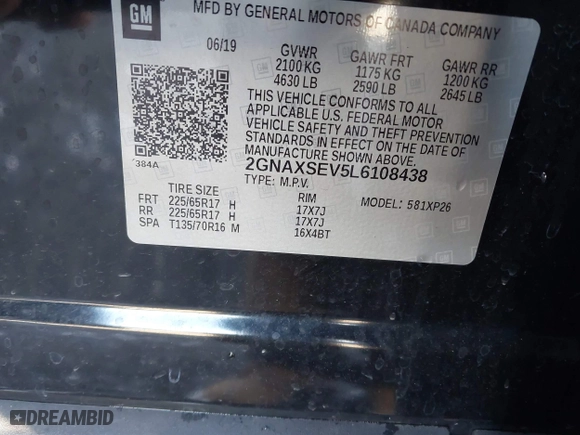 GM
MFD BY GENERAL MOTORS OF CANADA COMPANY
06/19 GVWR GAWR FRT GAWR RR
2100 KG 1175 KG 1200 KG
4630 LB 2590 LB 2645 LB
THIS VEHICLE CONFORMS TO ALL
APPLICABLE U.S. FEDERAL MOTOR
VEHICLE SAFETY AND THEFT PREVENTION
STANDARDS IN EFFECT ON THE DATE OF
MANUFACTURE SHOWN ABOVE.
384A 2GNAXSEV5L6108438
TYPE: M.P.V.
TIRE SIZE RIM MODEL: 581XP26
FRT 225/65R17 H 17X7J
RR 225/65R17 H 17X7J
SPA T135/70R16 M 16X4BT
DREAMBID